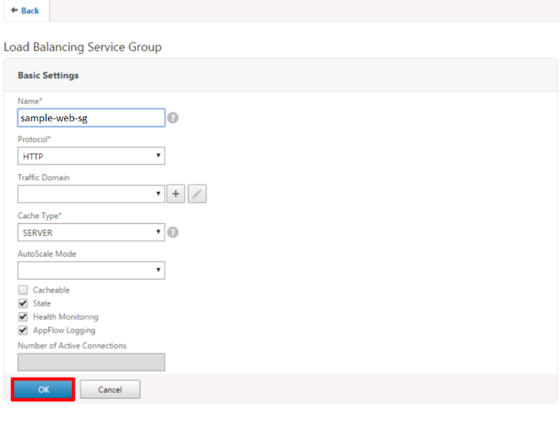 Back
Load Balancing Service Group
Basic Settings
Name*
sample-web-sg
?
Protocol*
HTTP
Traffic Domain
+
Cache Type*
SERVER
?
AutoScale Mode
Cacheable
State
Health Monitoring
AppFlow Logging
Number of Active Connections
OK Cancel